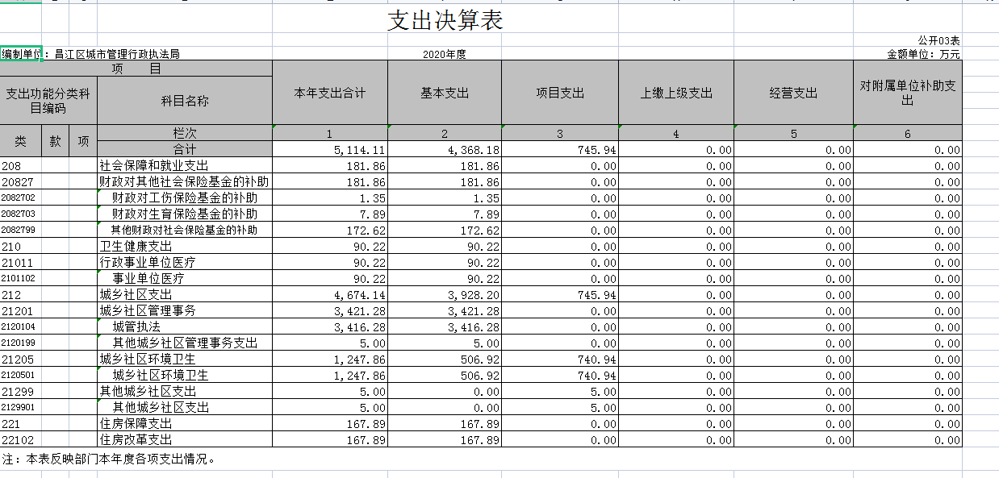 支出决算表
公开03表
编制单位：昌江区城市管理行政执法局 2020年度 金额单位：万元
项 目 本年支出合计 基本支出 项目支出 上缴上级支出 经营支出 对附属单位补助支出
支出功能分类科目编码 科目名称
类 款 项 栏次 1 2 3 4 5 6
合计 5,114.11 4,368.18 745.94 0.00 0.00 0.00
208 社会保障和就业支出 181.86 181.86 0.00 0.00 0.00 0.00
20827 财政对其他社会保险基金的补助 181.86 181.86 0.00 0.00 0.00 0.00
2082702 财政对工伤保险基金的补助 1.35 1.35 0.00 0.00 0.00 0.00
2082703 财政对生育保险基金的补助 7.89 7.89 0.00 0.00 0.00 0.00
2082799 其他财政对社会保险基金的补助 172.62 172.62 0.00 0.00 0.00 0.00
210 卫生健康支出 90.22 90.22 0.00 0.00 0.00 0.00
21011 行政事业单位医疗 90.22 90.22 0.00 0.00 0.00 0.00
2101102 事业单位医疗 90.22 90.22 0.00 0.00 0.00 0.00
212 城乡社区支出 4,674.14 3,928.20 745.94 0.00 0.00 0.00
21201 城乡社区管理事务 3,421.28 3,421.28 0.00 0.00 0.00 0.00
2120104 城管执法 3,416.28 3,416.28 0.00 0.00 0.00 0.00
2120199 其他城乡社区管理事务支出 5.00 5.00 0.00 0.00 0.00 0.00
21205 城乡社区环境卫生 1,247.86 506.92 740.94 0.00 0.00 0.00
2120501 城乡社区环境卫生 1,247.86 506.92 740.94 0.00 0.00 0.00
21299 其他城乡社区支出 5.00 0.00 5.00 0.00 0.00 0.00
2129901 其他城乡社区支出 5.00 0.00 5.00 0.00 0.00 0.00
221 住房保障支出 167.89 167.89 0.00 0.00 0.00 0.00
22102 住房改革支出 167.89 167.89 0.00 0.00 0.00 0.00
注：本表反映部门本年度各项支出情况。